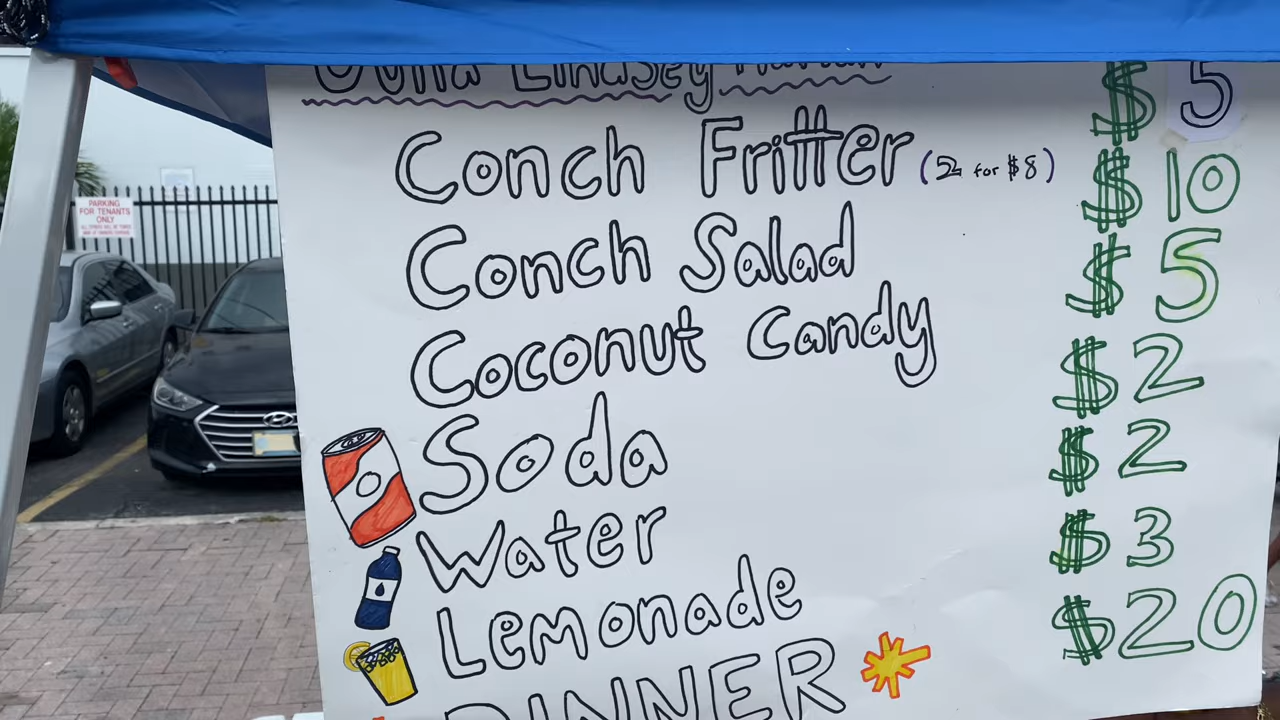 Lindsey
Conch Fritter (2 for $8) $5
Conch Salad $10
Coconut Candy $5
Soda $2
Water $2
Lemonade $3
DINNER $20
PARKING
FOR TENANTS
ONLY